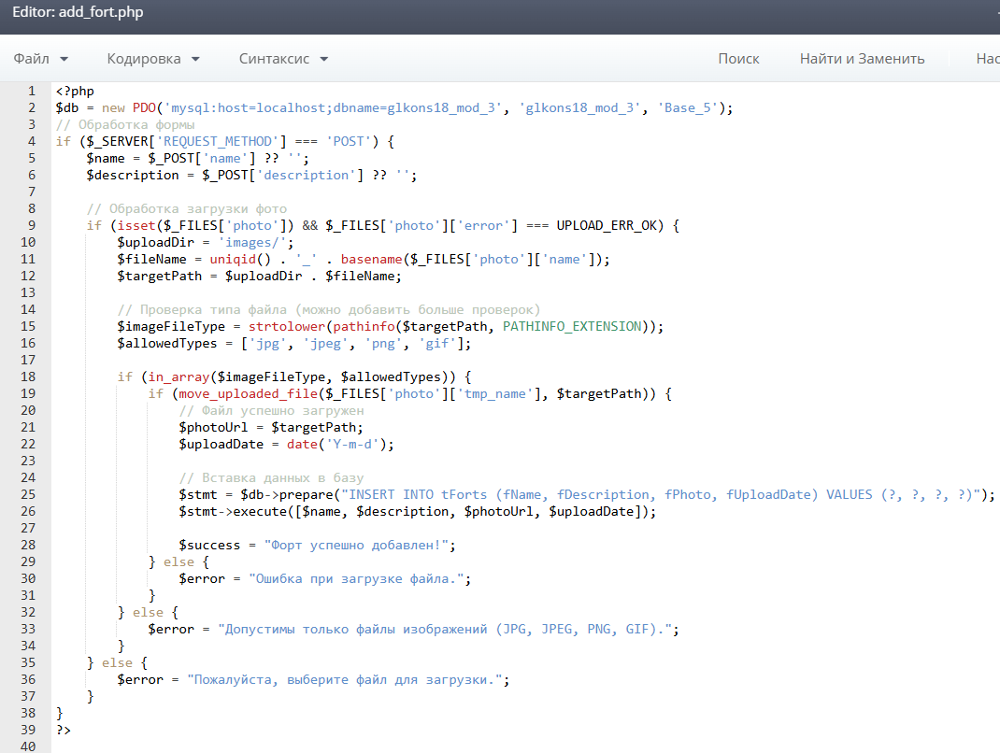 Editor: add_fort.php
Файл Кодировка Синтаксис Поиск Найти и Заменить Нас
1 <?php
2 $db = new PDO('mysql:host=localhost;dbname=glkons18_mod_3', 'glkons18_mod_3', 'Base_5');
3 // Обработка формы
4 if ($_SERVER['REQUEST_METHOD'] === 'POST') {
5 $name = $_POST['name'] ?? '';
6 $description = $_POST['description'] ?? '';
7
8 // Обработка загрузки фото
9 if (isset($_FILES['photo']) && $_FILES['photo']['error'] === UPLOAD_ERR_OK) {
10 $uploadDir = 'images/';
11 $fileName = uniqid() . '_' . basename($_FILES['photo']['name']);
12 $targetPath = $uploadDir . $fileName;
13
14 // Проверка типа файла (можно добавить больше проверок)
15 $imageFileType = strtolower(pathinfo($targetPath, PATHINFO_EXTENSION));
16 $allowedTypes = ['jpg', 'jpeg', 'png', 'gif'];
17
18 if (in_array($imageFileType, $allowedTypes)) {
19 if (move_uploaded_file($_FILES['photo']['tmp_name'], $targetPath)) {
20 // Файл успешно загружен
21 $photoUrl = $targetPath;
22 $uploadDate = date('Y-m-d');
23
24 // Вставка данных в базу
25 $stmt = $db->prepare("INSERT INTO tForts (fName, fDescription, fPhoto, fUploadDate) VALUES (?, ?, ?, ?)");
26 $stmt->execute([$name, $description, $photoUrl, $uploadDate]);
27
28 $success = "Форт успешно добавлен!";
29 } else {
30 $error = "Ошибка при загрузке файла.";
31 }
32 } else {
33 $error = "Допустимы только файлы изображений (JPG, JPEG, PNG, GIF).";
34 }
35 } else {
36 $error = "Пожалуйста, выберите файл для загрузки.";
37 }
38 }
39 ?>
40